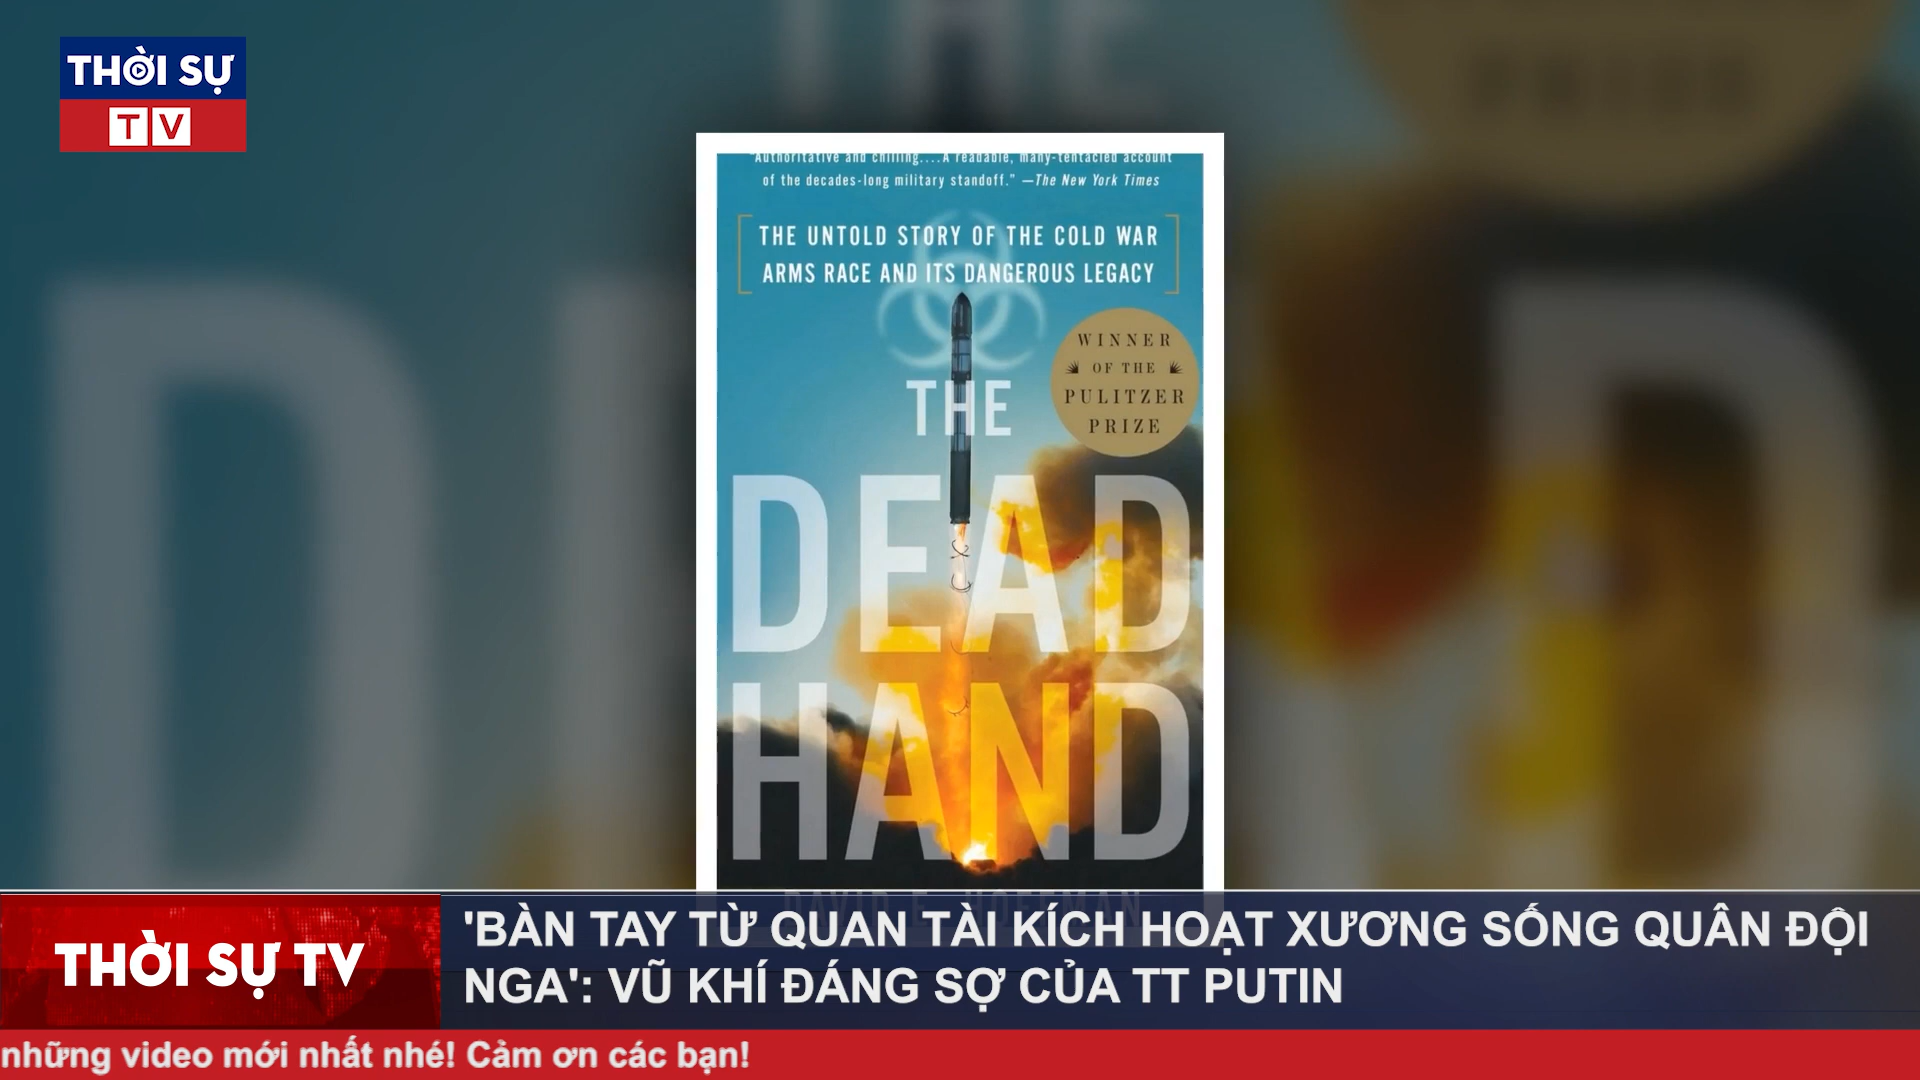 THỜI SỰ
TV
"Authoritative and chilling....A readable, many-tentacled account
of the decades-long military standoff." —The New York Times
THE UNTOLD STORY OF THE COLD WAR
ARMS RACE AND ITS DANGEROUS LEGACY
WINNER
OF THE
PULITZER
PRIZE
THE
DEAD
HAND
DAVID E. HOFFMAN
THỜI SỰ TV
'BÀN TAY TỪ QUAN TÀI KÍCH HOẠT XƯƠNG SỐNG QUÂN ĐỘI
NGA': VŨ KHÍ ĐÁNG SỢ CỦA TT PUTIN
những video mới nhất nhé! Cảm ơn các bạn!